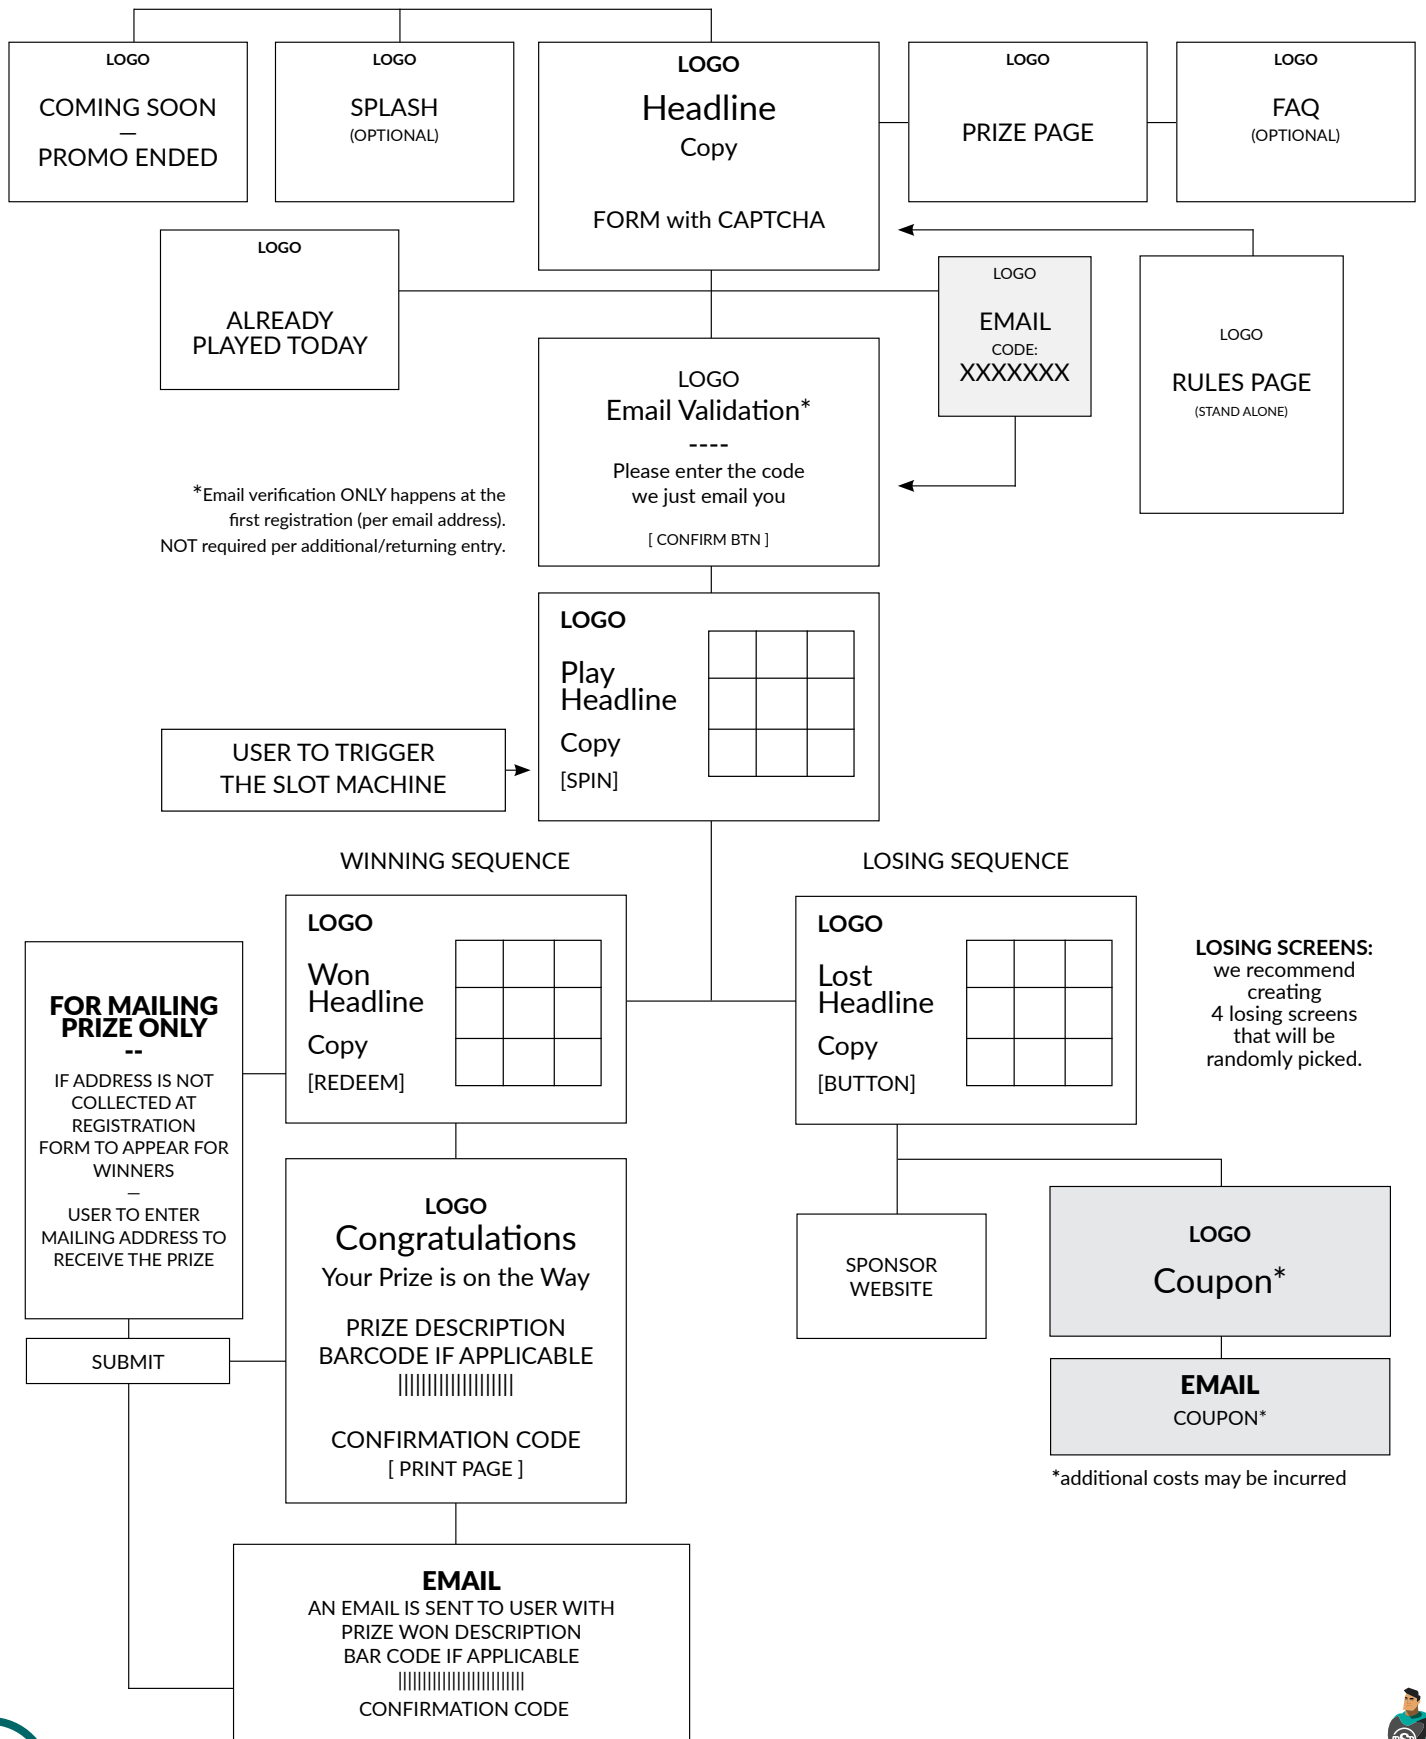 LOGO
COMING SOON
—
PROMO ENDED
LOGO
SPLASH
(OPTIONAL)
LOGO
Headline
Copy
FORM with CAPTCHA
LOGO
PRIZE PAGE
LOGO
FAQ
(OPTIONAL)
LOGO
ALREADY
PLAYED TODAY
LOGO
EMAIL
CODE:
XXXXXXX
LOGO
RULES PAGE
(STAND ALONE)
LOGO
Email Validation*
----
Please enter the code
we just email you
[ CONFIRM BTN ]
*Email verification ONLY happens at the
first registration (per email address).
NOT required per additional/returning entry.
LOGO
Play
Headline
Copy
[SPIN]
USER TO TRIGGER
THE SLOT MACHINE
WINNING SEQUENCE
LOSING SEQUENCE
LOGO
Won
Headline
Copy
[REDEEM]
LOGO
Lost
Headline
Copy
[BUTTON]
LOSING SCREENS:
we recommend
creating
4 losing screens
that will be
randomly picked.
FOR MAILING
PRIZE ONLY
--
IF ADDRESS IS NOT
COLLECTED AT
REGISTRATION
FORM TO APPEAR FOR
WINNERS
—
USER TO ENTER
MAILING ADDRESS TO
RECEIVE THE PRIZE
SUBMIT
LOGO
Congratulations
Your Prize is on the Way
PRIZE DESCRIPTION
BARCODE IF APPLICABLE
||||||||||||||||||||
CONFIRMATION CODE
[ PRINT PAGE ]
SPONSOR
WEBSITE
LOGO
Coupon*
EMAIL
COUPON*
*additional costs may be incurred
EMAIL
AN EMAIL IS SENT TO USER WITH
PRIZE WON DESCRIPTION
BAR CODE IF APPLICABLE
||||||||||||||||||||||||||
CONFIRMATION CODE